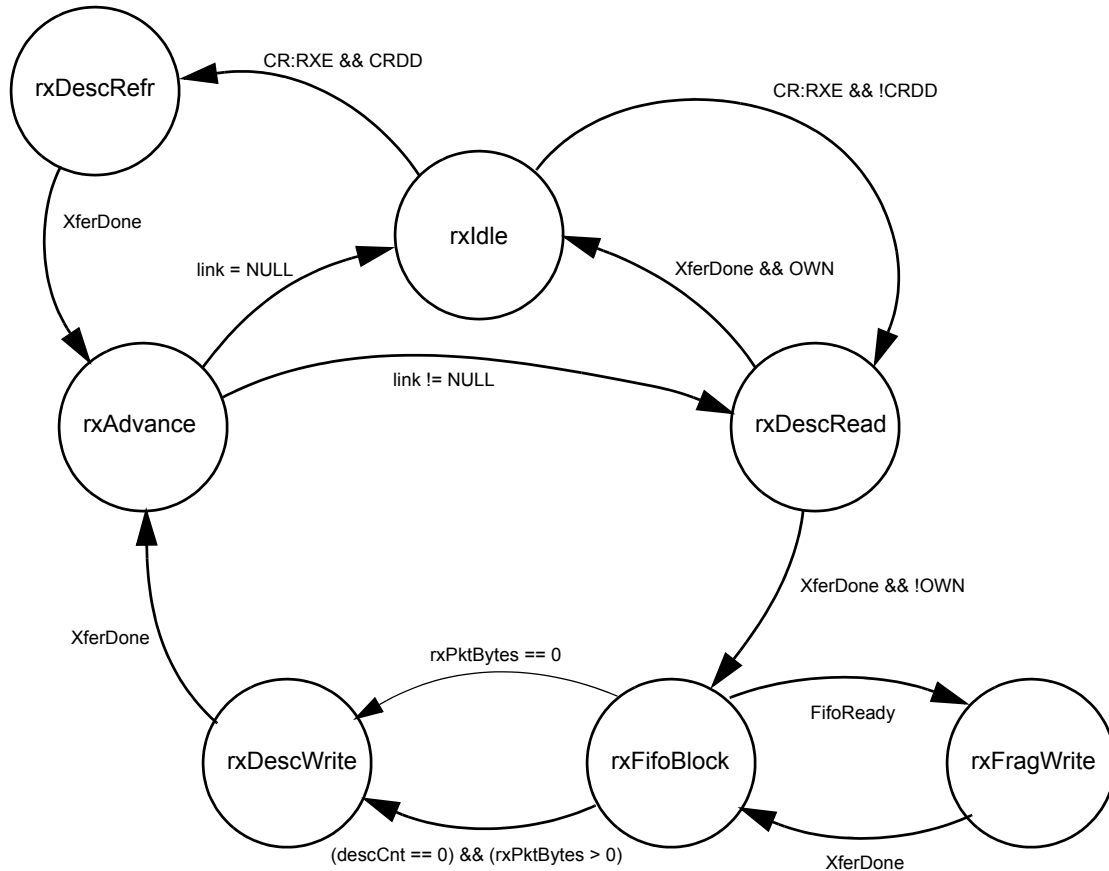 CR:RXE && CRDD
rxDescRefr
CR:RXE && !CRDD
XferDone
rxIdle
link = NULL
XferDone && OWN
link != NULL
rxAdvance
rxDescRead
XferDone && !OWN
XferDone
rxPktBytes == 0
FifoReady
rxDescWrite
rxFifoBlock
rxFragWrite
(descCnt == 0) && (rxPktBytes > 0)
XferDone